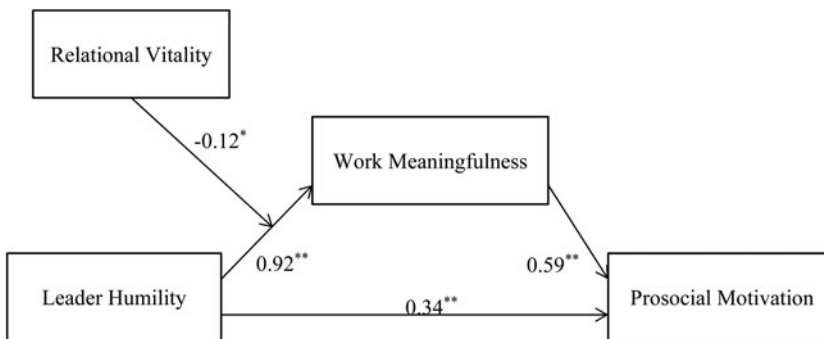 Relational Vitality
-0.12*
Work Meaningfulness
0.92**
0.59**
Leader Humility
0.34**
Prosocial Motivation